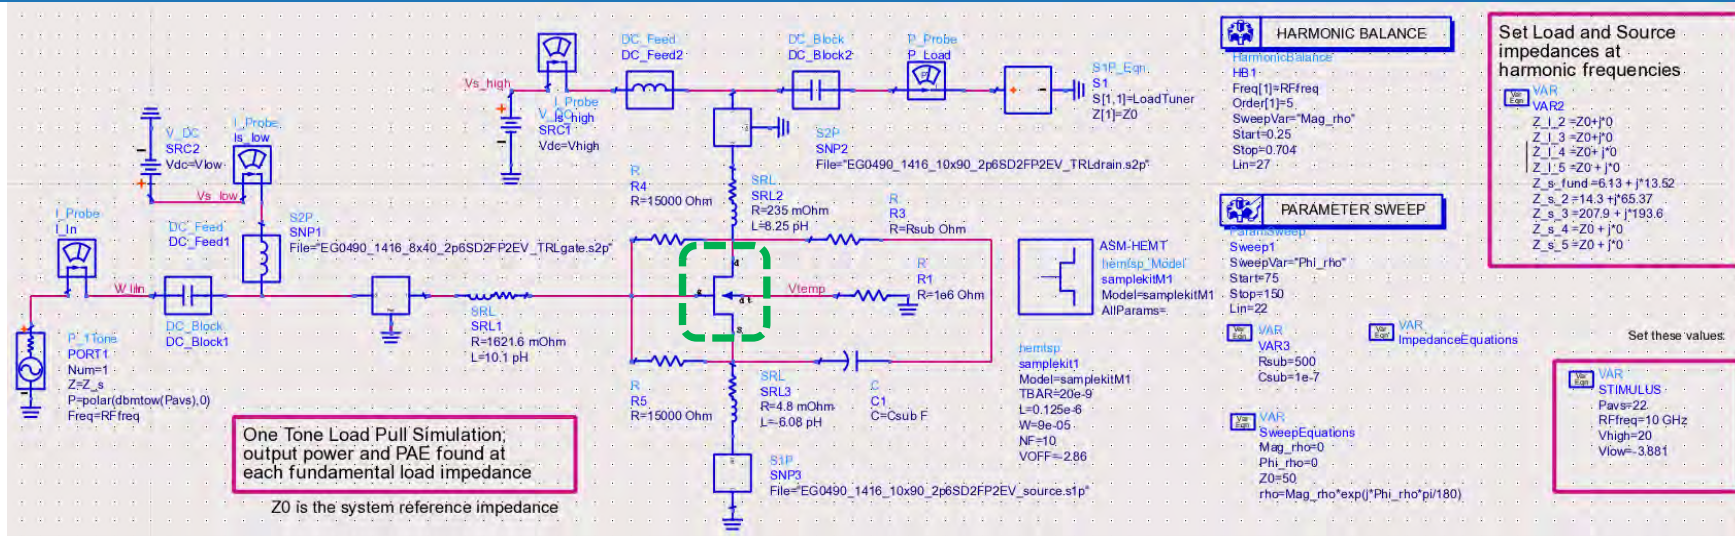 Vs_high
I_Probe
Is_high
V_DC
SRC1
Vdc=Vhigh
DC_Feed
DC_Feed2
DC_Block
DC_Block2
P_Probe
P_Load
S1P_Eqn
S1
S[1,1]=LoadTuner
Z[1]=Z0
S2P
SNP2
File="EG0490_1416_10x90_2p6SD2FP2EV_TRLdrain.s2p"
V_DC
SRC2
Vdc=Vlow
I_Probe
Is_low
Vs_low
I_Probe
I_In
DC_Feed
DC_Feed1
S2P
SNP1
File="EG0490_1416_8x40_2p6SD2FP2EV_TRLgate.s2p"
DC_Block
DC_Block1
P_1Tone
PORT1
Num=1
Z=Z_s
P=polar(dbmtow(Pavs),0)
Freq=RFfreq
SRL
SRL1
R=1621.6 mOhm
L=10.1 pH
R
R4
R=15000 Ohm
SRL
SRL2
R=235 mOhm
L=8.25 pH
R
R3
R=Rsub Ohm
d
g
dt
S
Vtemp
R
R1
R=1e6 Ohm
R
R5
R=15000 Ohm
SRL
SRL3
R=4.8 mOhm
L=-6.08 pH
C
C1
C=Csub F
S1P
SNP3
File="EG0490_1416_10x90_2p6SD2FP2EV_source.s1p"
One Tone Load Pull Simulation;
output power and PAE found at
each fundamental load impedance
Z0 is the system reference impedance
ASM-HEMT
hemtsp_Model
samplekitM1
Model=samplekitM1
AllParams=
hemtsp
samplekit1
Model=samplekitM1
TBAR=20e-9
L=0.125e-6
W=9e-05
NF=10
VOFF=-2.86
HARMONIC BALANCE
HarmonicBalance
HB1
Freq[1]=RFfreq
Order[1]=5
SweepVar="Mag_rho"
Start=0.25
Stop=0.704
Lin=27
PARAMETER SWEEP
ParamSweep
Sweep1
SweepVar="Phi_rho"
Start=75
Stop=150
Lin=22
Var
Eqn
VAR
VAR3
Rsub=500
Csub=1e-7
Var
Eqn
VAR
ImpedanceEquations
Var
Eqn
VAR
SweepEquations
Mag_rho=0
Phi_rho=0
Z0=50
rho=Mag_rho*exp(j*Phi_rho*pi/180)
Set Load and Source
impedances at
harmonic frequencies
Var
Eqn
VAR
VAR2
Z_l_2 =Z0+j*0
Z_l_3 =Z0+j*0
Z_l_4 =Z0+ j*0
Z_l_5 =Z0 + j*0
Z_s_fund =6.13 + j*13.52
Z_s_2 =14.3 +j*65.37
Z_s_3 =207.9 + j*193.6
Z_s_4 =Z0 + j*0
Z_s_5 =Z0 + j*0
Set these values:
Var
Eqn
VAR
STIMULUS
Pavs=22
RFfreq=10 GHz
Vhigh=20
Vlow=-3.881